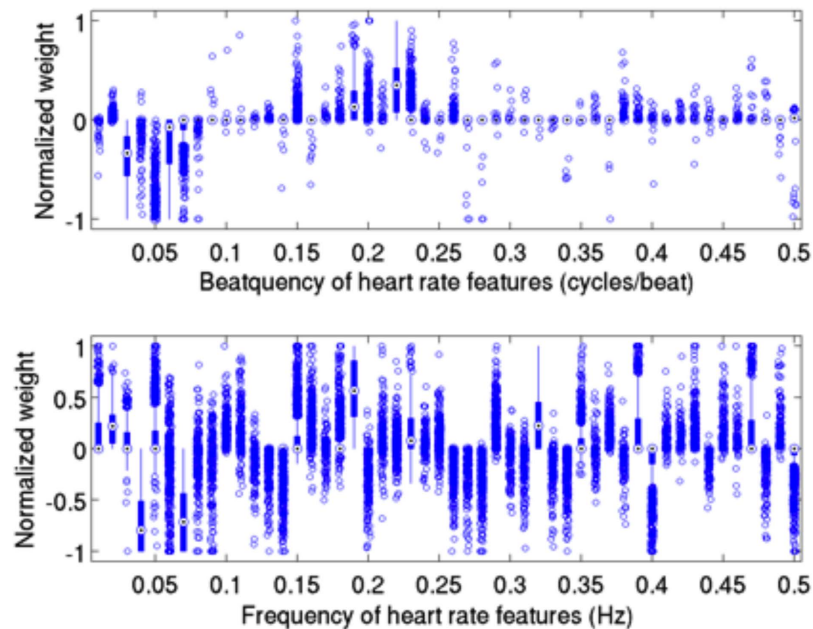 Normalized weight
1
0
-1
0.05 0.1 0.15 0.2 0.25 0.3 0.35 0.4 0.45 0.5
Beatquency of heart rate features (cycles/beat)
Normalized weight
1
0.5
0
-0.5
-1
0.05 0.1 0.15 0.2 0.25 0.3 0.35 0.4 0.45 0.5
Frequency of heart rate features (Hz)